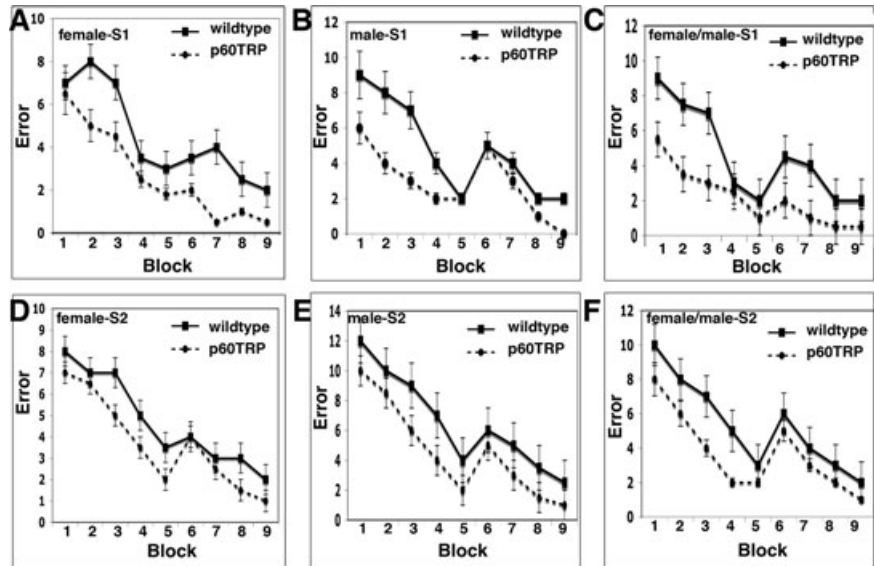 A
female-S1
wildtype
p60TRP
10
8
6
4
2
0
Error
1 2 3 4 5 6 7 8 9
Block
B
male-S1
wildtype
p60TRP
12
10
8
6
4
2
0
Error
1 2 3 4 5 6 7 8 9
Block
C
female/male-S1
wildtype
p60TRP
12
10
8
6
4
2
0
Error
1 2 3 4 5 6 7 8 9
Block
D
female-S2
wildtype
p60TRP
10
9
8
7
6
5
4
3
2
1
0
Error
1 2 3 4 5 6 7 8 9
Block
E
male-S2
wildtype
p60TRP
14
12
10
8
6
4
2
0
Error
1 2 3 4 5 6 7 8 9
Block
F
female/male-S2
wildtype
p60TRP
12
10
8
6
4
2
0
Error
1 2 3 4 5 6 7 8 9
Block